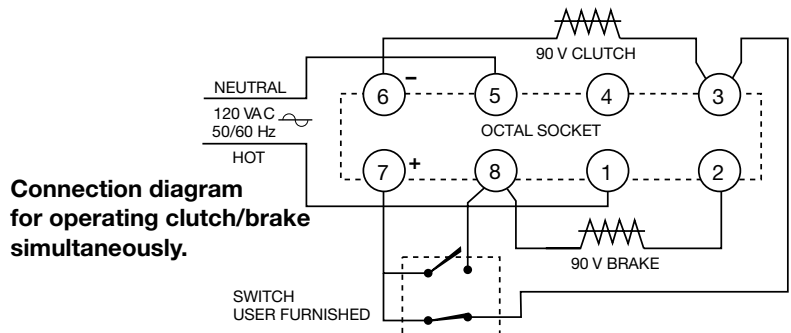 90 V CLUTCH
NEUTRAL
6 − 5 4 3
120 VAC
50/60 Hz
OCTAL SOCKET
HOT
7 + 8 1 2
Connection diagram
for operating clutch/brake
simultaneously.
90 V BRAKE
SWITCH
USER FURNISHED